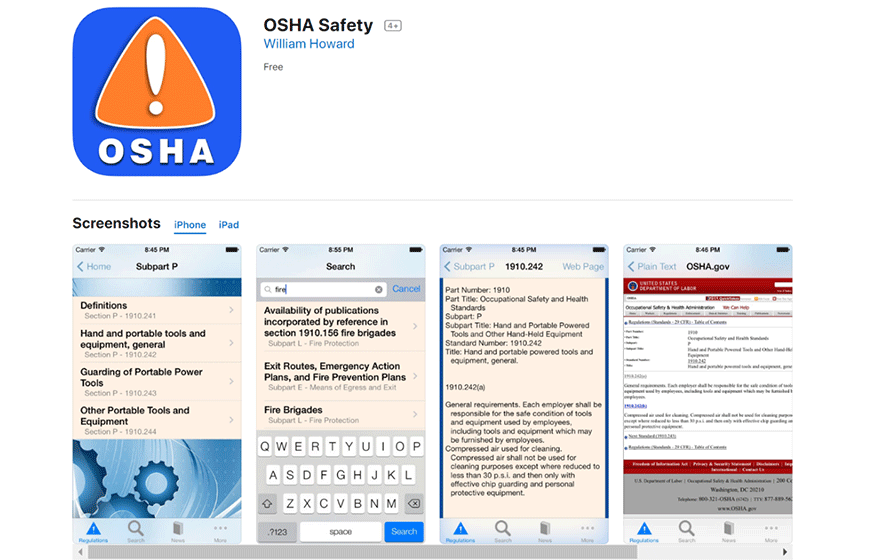 OSHA Safety 4+
William Howard
Free
OSHA
Screenshots iPhone iPad
Carrier 8:45 PM
Home Subpart P
Definitions
Section P - 1910.241
Hand and portable tools and
equipment, general
Section P - 1910.242
Guarding of Portable Power
Tools
Section P - 1910.243
Other Portable Tools and
Equipment
Section P - 1910.244
Regulations Search News More
Carrier 8:55 PM
Search
fire Cancel
Availability of publications
incorporated by reference in
section 1910.156 fire brigades
Subpart L - Fire Protection
Exit Routes, Emergency Action
Plans, and Fire Prevention Plans
Subpart E - Means of Egress and Exit
Fire Brigades
Subpart L - Fire Protection
Q W E R T Y U I O P
A S D F G H J K L
Z X C V B N M
.?123 space Search
Carrier 8:45 PM
Subpart P 1910.242 Web Page
Part Number: 1910
Part Title: Occupational Safety and Health
Standards
Subpart: P
Subpart Title: Hand and Portable Powered
Tools and Other Hand-Held Equipment
Standard Number: 1910.242
Title: Hand and portable powered tools and
equipment, general.
1910.242(a)
General requirements. Each employer shall be
responsible for the safe condition of tools
and equipment used by employees,
including tools and equipment which may
be furnished by employees.
Compressed air used for cleaning.
Compressed air shall not be used for
cleaning purposes except where reduced to
less than 30 p.s.i. and then only with
effective chip guarding and personal
protective equipment.
Regulations Search News More
Carrier 8:46 PM
Plain Text OSHA.gov
UNITED STATES
DEPARTMENT OF LABOR
Occupational Safety & Health Administration We Can Help
Regulations (Standards - 29 CFR) - Table of Contents
Part Number: 1910
Part Title: Occupational Safety and Health Standards
Subpart: P
Subpart Title: Hand and Portable Powered Tools and Other Hand-Held
Equipment
Standard Number: 1910.242
Title: Hand and portable powered tools and equipment, gene
1910.242(a)
General requirements. Each employer shall be responsible for the safe condition of tools
equipment used by employees, including tools and equipment which may be furnished by
employees.
1910.242(b)
Compressed air used for cleaning. Compressed air shall not be used for cleaning purpos
except where reduced to less than 30 p.s.i. and then only with effective chip guarding and
personal protective equipment.
Next Standard (1910.243)
Regulations (Standards - 29 CFR) - Table of Contents
Freedom of Information Act | Privacy & Security Statement | Disclaimers | Imp
International | Contact Us
U.S. Department of Labor | Occupational Safety & Health Administration | 200 Co
Washington, DC 20210
Telephone: 800-321-OSHA (6742) | TTY: 877-889-56
www.OSHA.gov
Regulations Search News More